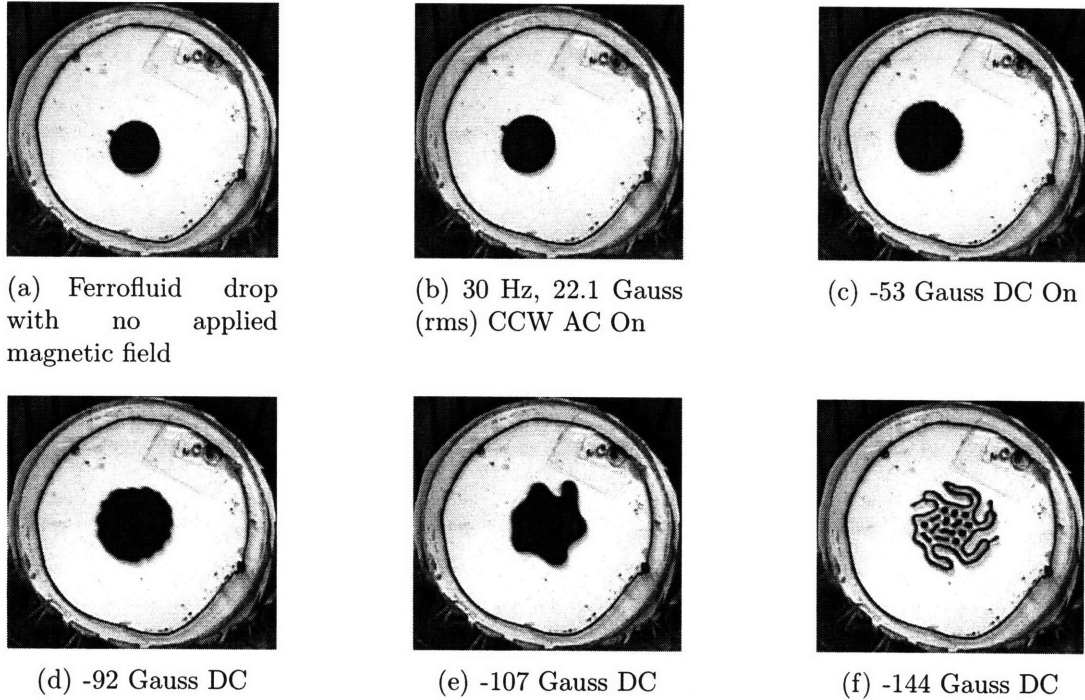 (a) Ferrofluid drop
with no applied
magnetic field
(b) 30 Hz, 22.1 Gauss
(rms) CCW AC On
(c) -53 Gauss DC On
(d) -92 Gauss DC
(e) -107 Gauss DC
(f) -144 Gauss DC